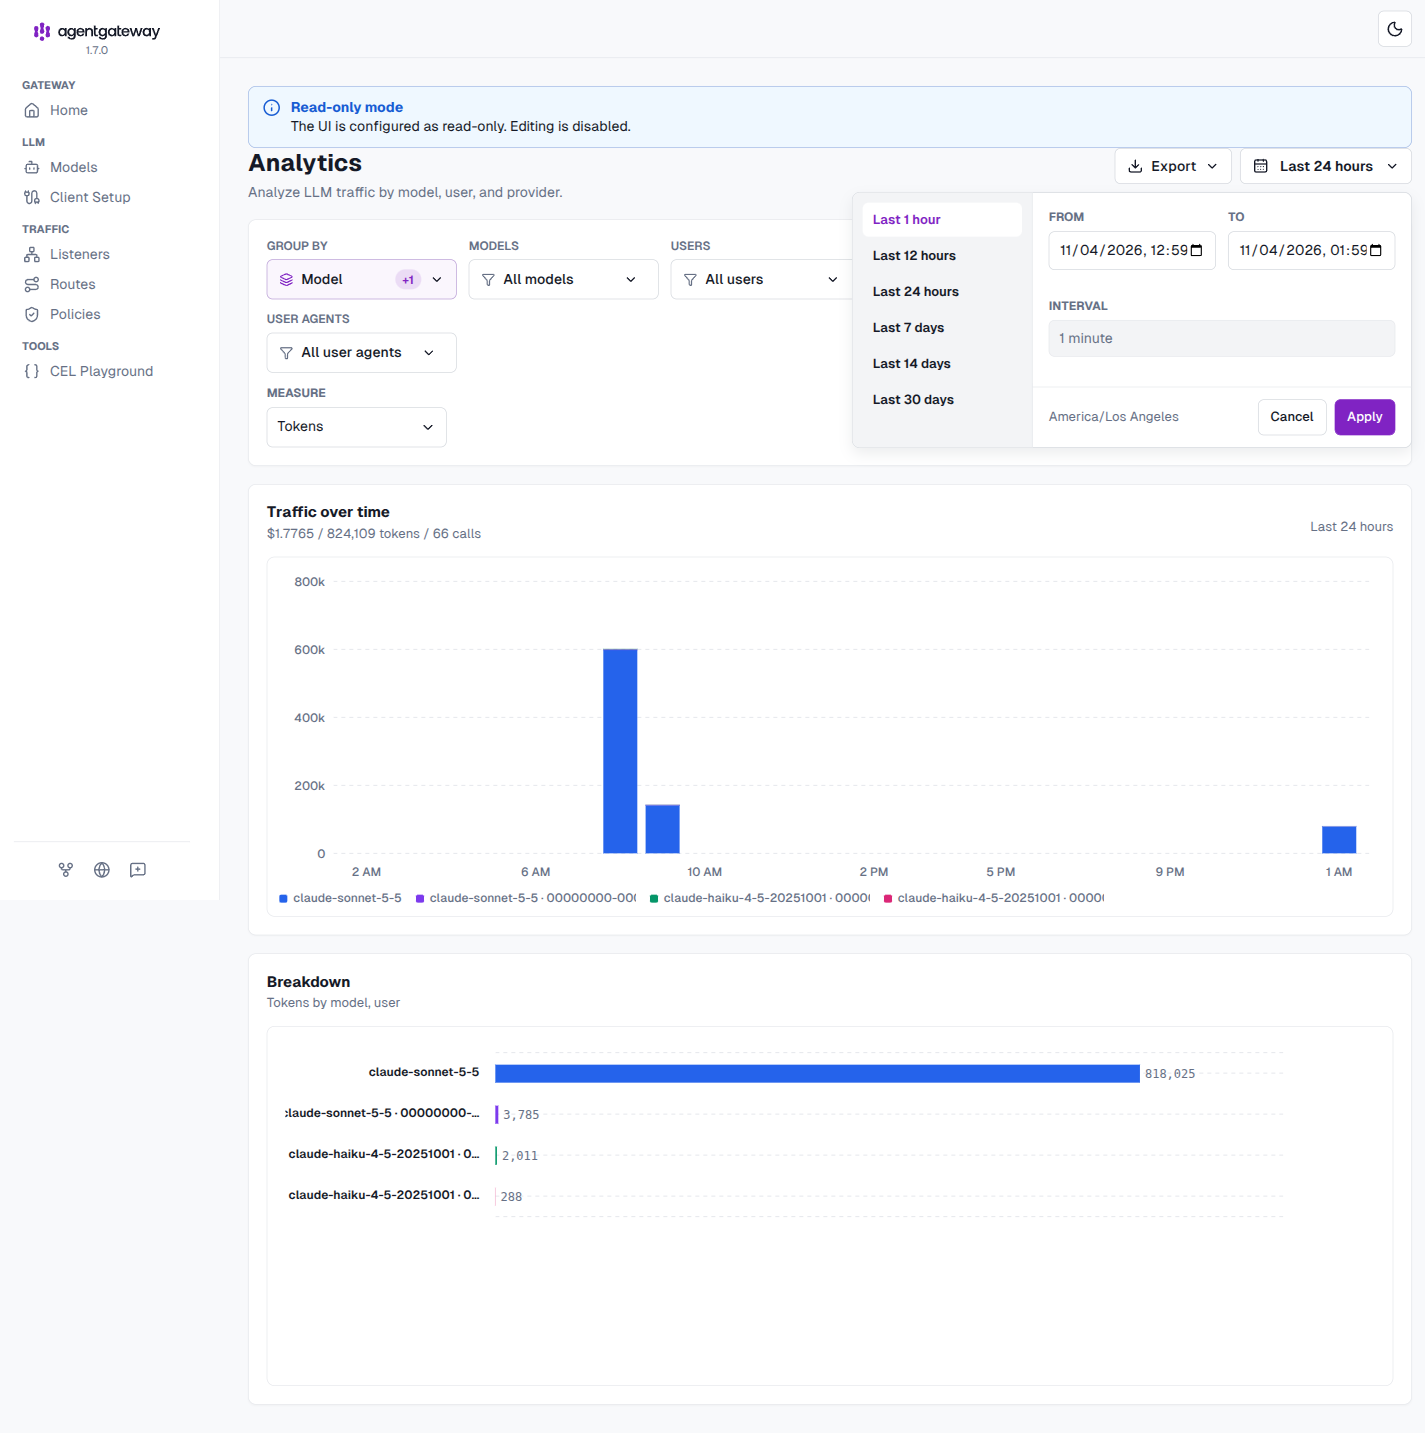 agentgateway
1.7.0
GATEWAY
Home
LLM
Models
Client Setup
TRAFFIC
Listeners
Routes
Policies
TOOLS
CEL Playground
Read-only mode
The UI is configured as read-only. Editing is disabled.
Analytics
Analyze LLM traffic by model, user, and provider.
Export
Last 24 hours
GROUP BY
Model +1
MODELS
All models
USERS
All users
USER AGENTS
All user agents
MEASURE
Tokens
Last 1 hour
Last 12 hours
Last 24 hours
Last 7 days
Last 14 days
Last 30 days
FROM
11/04/2026, 12:59
TO
11/04/2026, 01:59
INTERVAL
1 minute
America/Los Angeles
Cancel
Apply
Traffic over time
$1.7765 / 824,109 tokens / 66 calls
Last 24 hours
800k
600k
400k
200k
0
2 AM 6 AM 10 AM 2 PM 5 PM 9 PM 1 AM
claude-sonnet-5-5 claude-sonnet-5-5 · 00000000-00( claude-haiku-4-5-20251001 · 0000( claude-haiku-4-5-20251001 · 0000(
Breakdown
Tokens by model, user
claude-sonnet-5-5 818,025
claude-sonnet-5-5 · 00000000-... 3,785
claude-haiku-4-5-20251001 · 0... 2,011
claude-haiku-4-5-20251001 · 0... 288